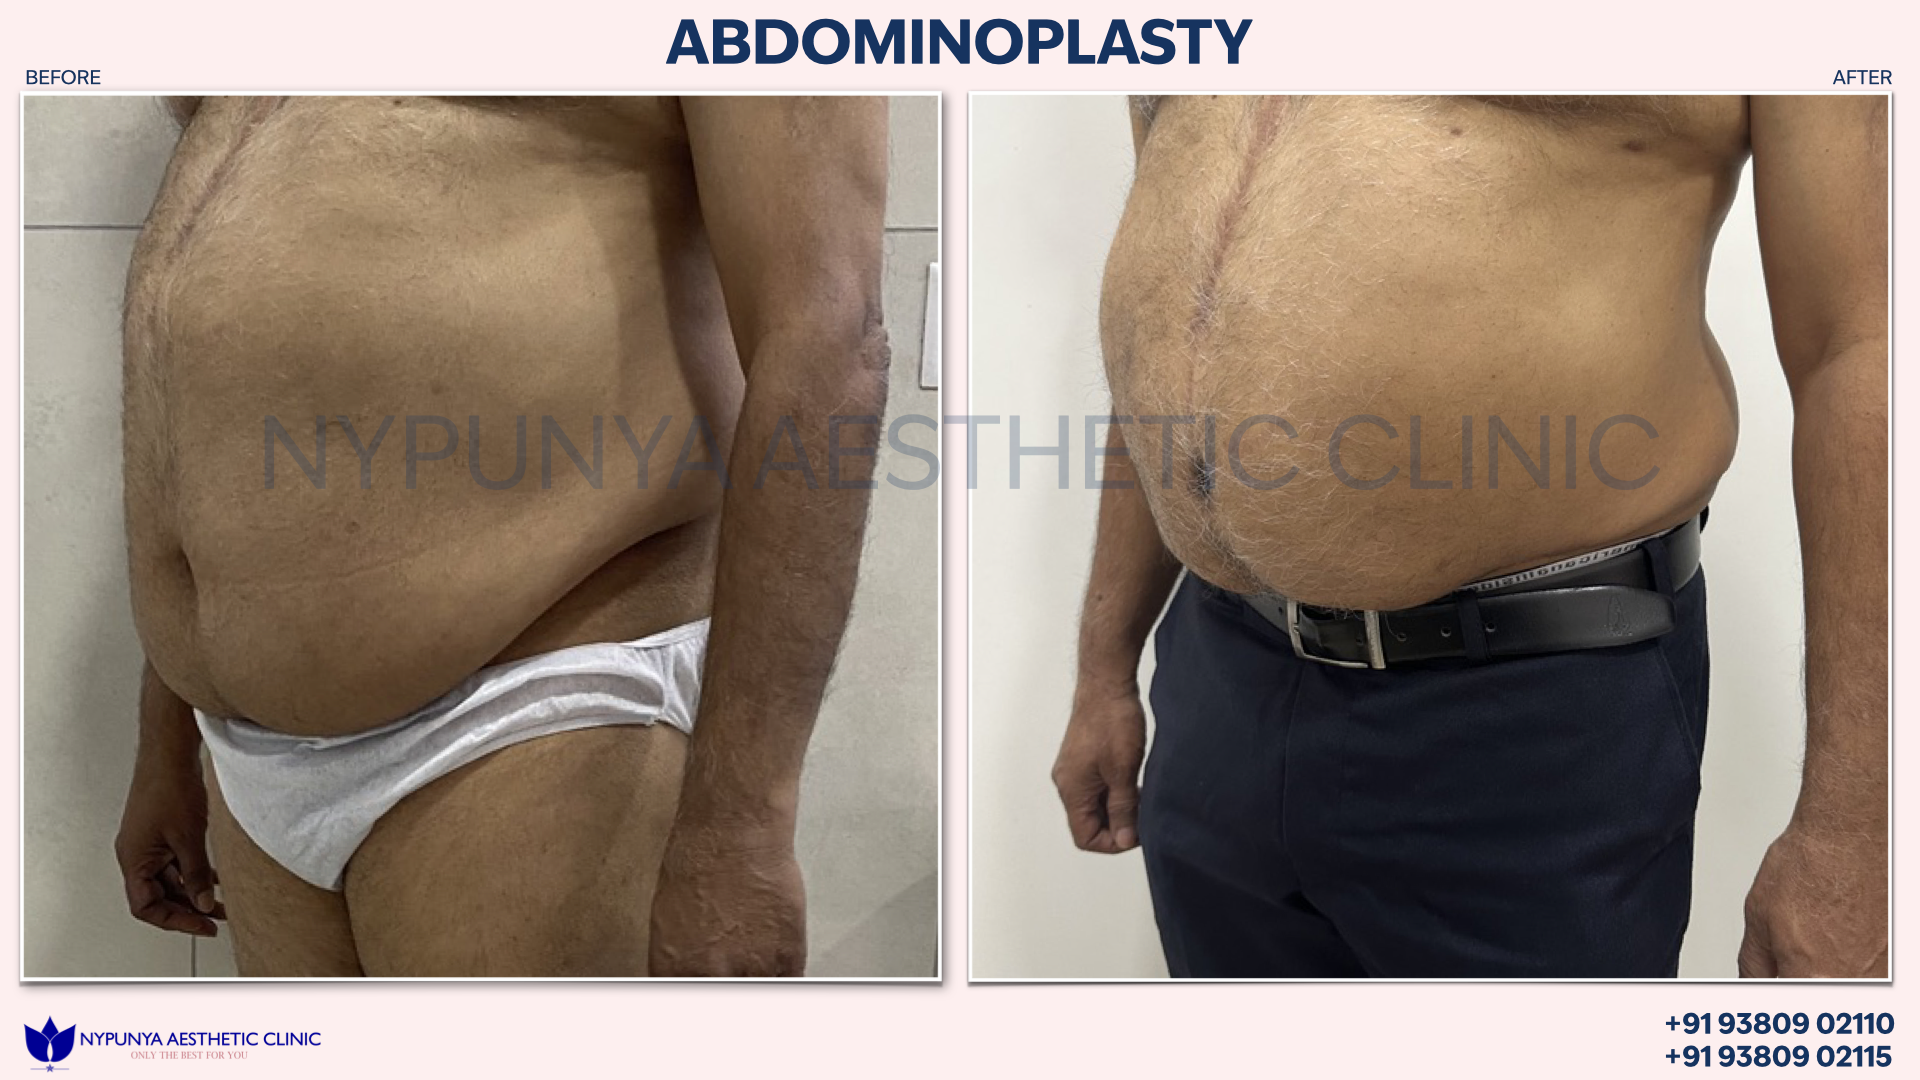 ABDOMINOPLASTY
BEFORE
AFTER
NYPUNYA AESTHETIC CLINIC
NYPUNYA AESTHETIC CLINIC
ONLY THE BEST FOR YOU
+91 93809 02110
+91 93809 02115